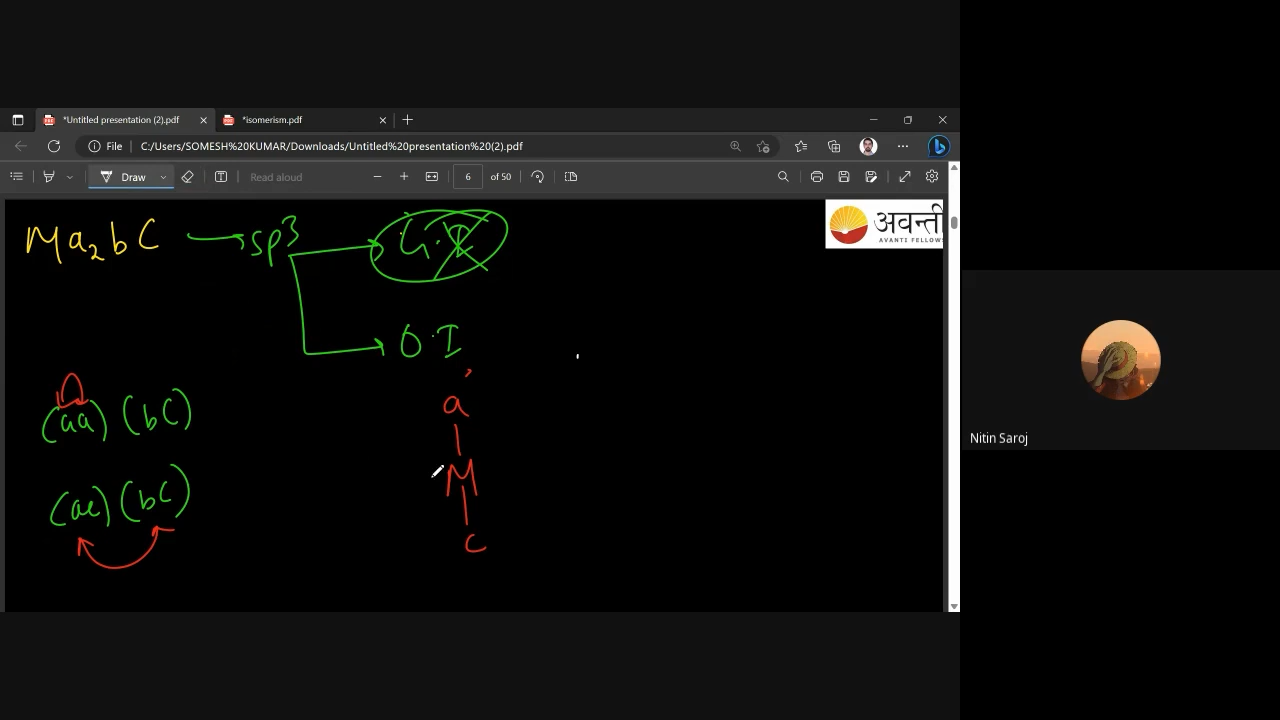 *Untitled presentation (2).pdf
*isomerism.pdf
File
C:/Users/SOMESH%20KUMAR/Downloads/Untitled%20presentation%20(2).pdf
Draw
Read aloud
6 of 50
Ma₂bC → sp³ → G.I
अवन्ती
AVANTI FELLOWS
O.I
a
(aa) (bC)
M
(ac) (bC)
c
Nitin Saroj